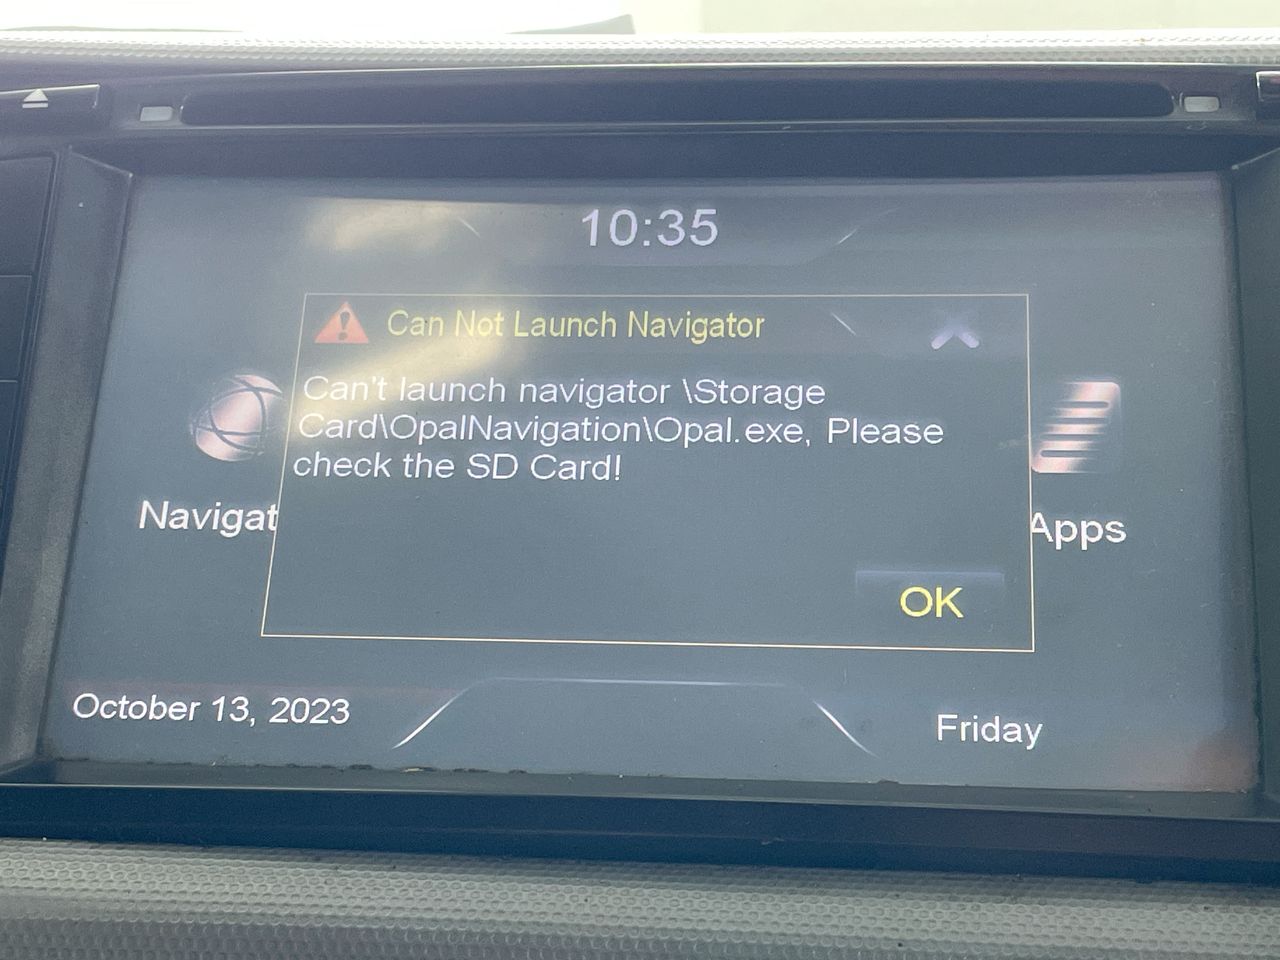 10:35
Can Not Launch Navigator
Can't launch navigator \Storage
Card\OpalNavigation\Opal.exe, Please
check the SD Card!
Navigat
Apps
OK
October 13, 2023
Friday